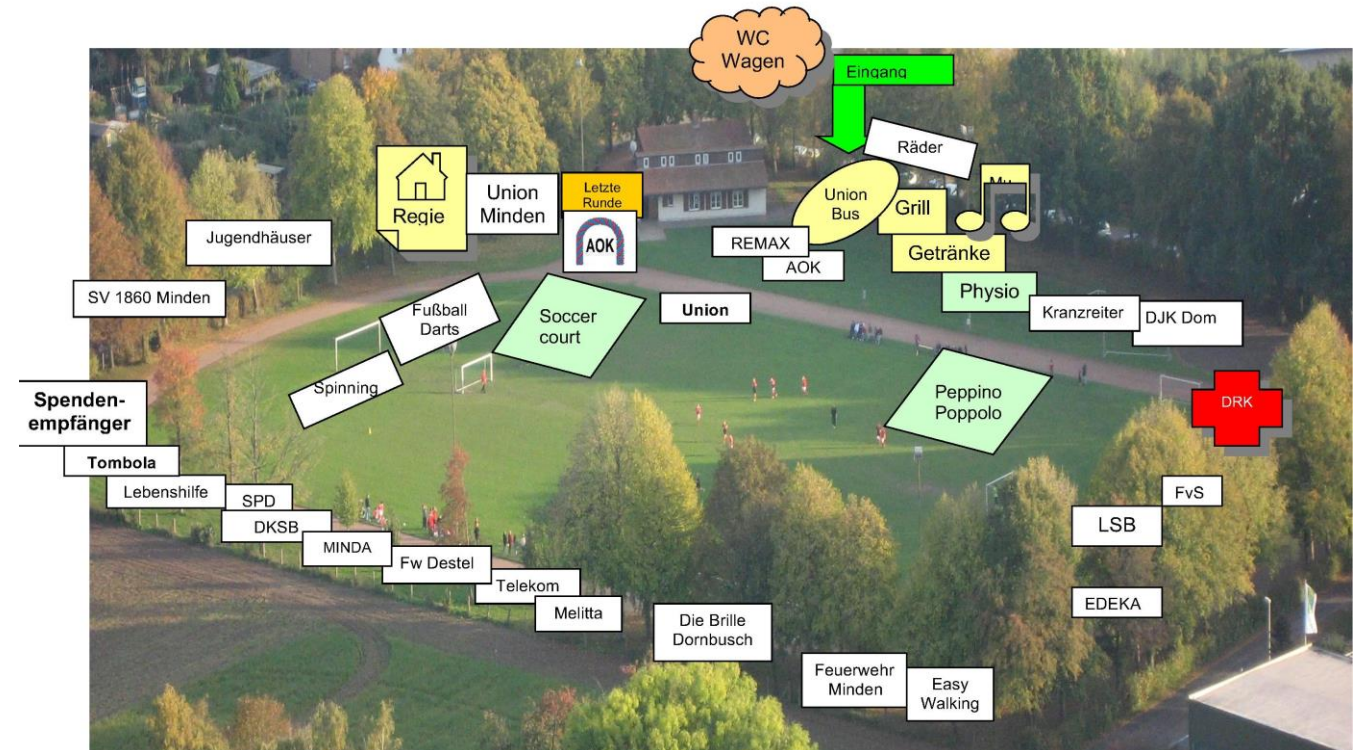 WC
Wagen
Eingang
Räder
Mu
Letzte
Runde
Union
Minden
Regie
Union
Bus
Grill
AOK
Jugendhäuser
REMAX
Getränke
AOK
SV 1860 Minden
Physio
Fußball
Darts
Soccer
court
Union
Kranzreiter
DJK Dom
Spinning
Peppino
Poppolo
DRK
Spenden-
empfänger
Tombola
Lebenshilfe
SPD
FvS
DKSB
LSB
MINDA
Fw Destel
Telekom
Melitta
EDEKA
Die Brille
Dornbusch
Feuerwehr
Minden
Easy
Walking